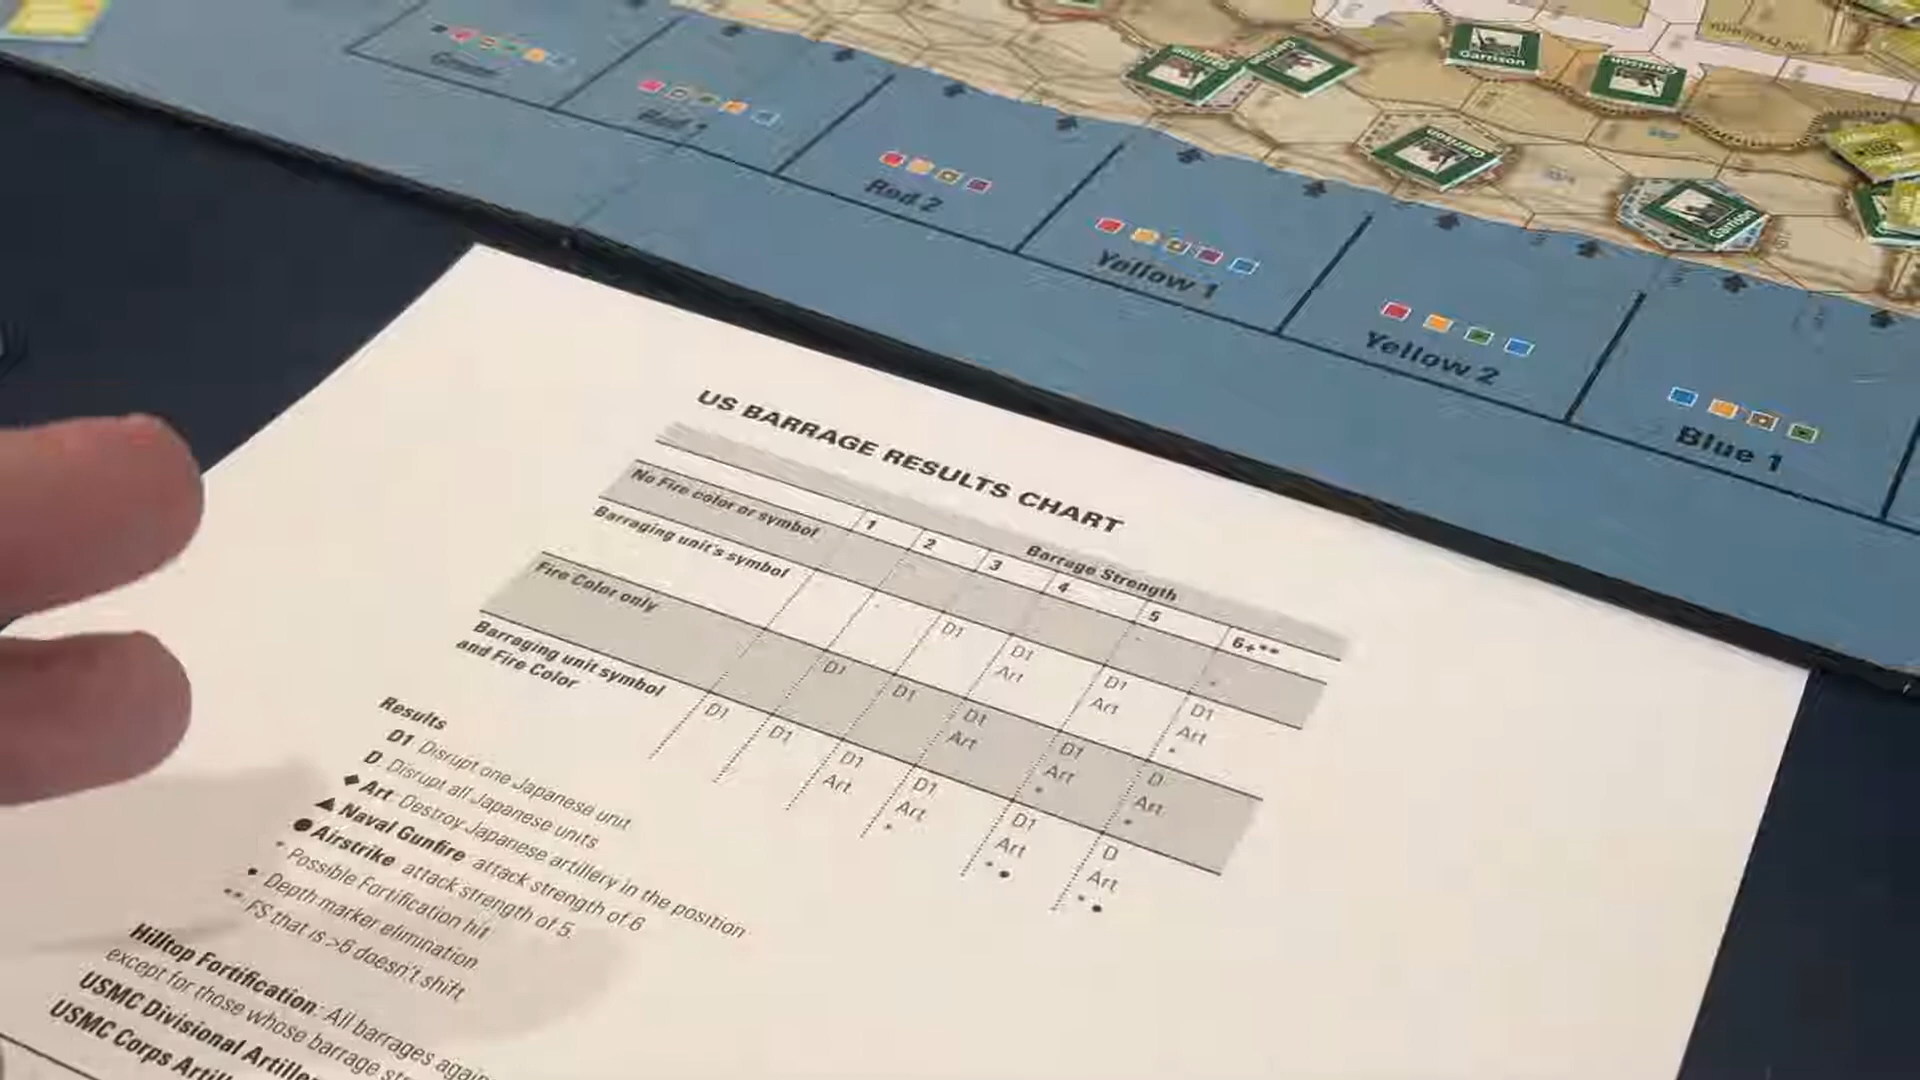 Green
Red 1
Red 2
Yellow 1
Yellow 2
Blue 1
Garrison
Garrison
Garrison
Garrison
Garrison
Garrison
US BARRAGE RESULTS CHART
Barrage Strength
1 2 3 4 5 6+**
No Fire color or symbol *
Barraging unit's symbol D1 D1 Art D1 Art D1 Art *
Fire Color only D1 D1 D1 Art D1 Art * D Art *
Barraging unit symbol
and Fire Color D1 D1 D1 Art D1 Art * D1 Art *● D Art *●
Results
D1 Disrupt one Japanese unit
D Disrupt all Japanese units
◆ Art Destroy Japanese artillery in the position
▲ Naval Gunfire attack strength of 6
● Airstrike attack strength of 5.
* Possible Fortification hit
● Depth marker elimination
** FS that is >6 doesn't shift
Hilltop Fortification: All barrages
except for those whose barrage
USMC Divisional
USMC Corps